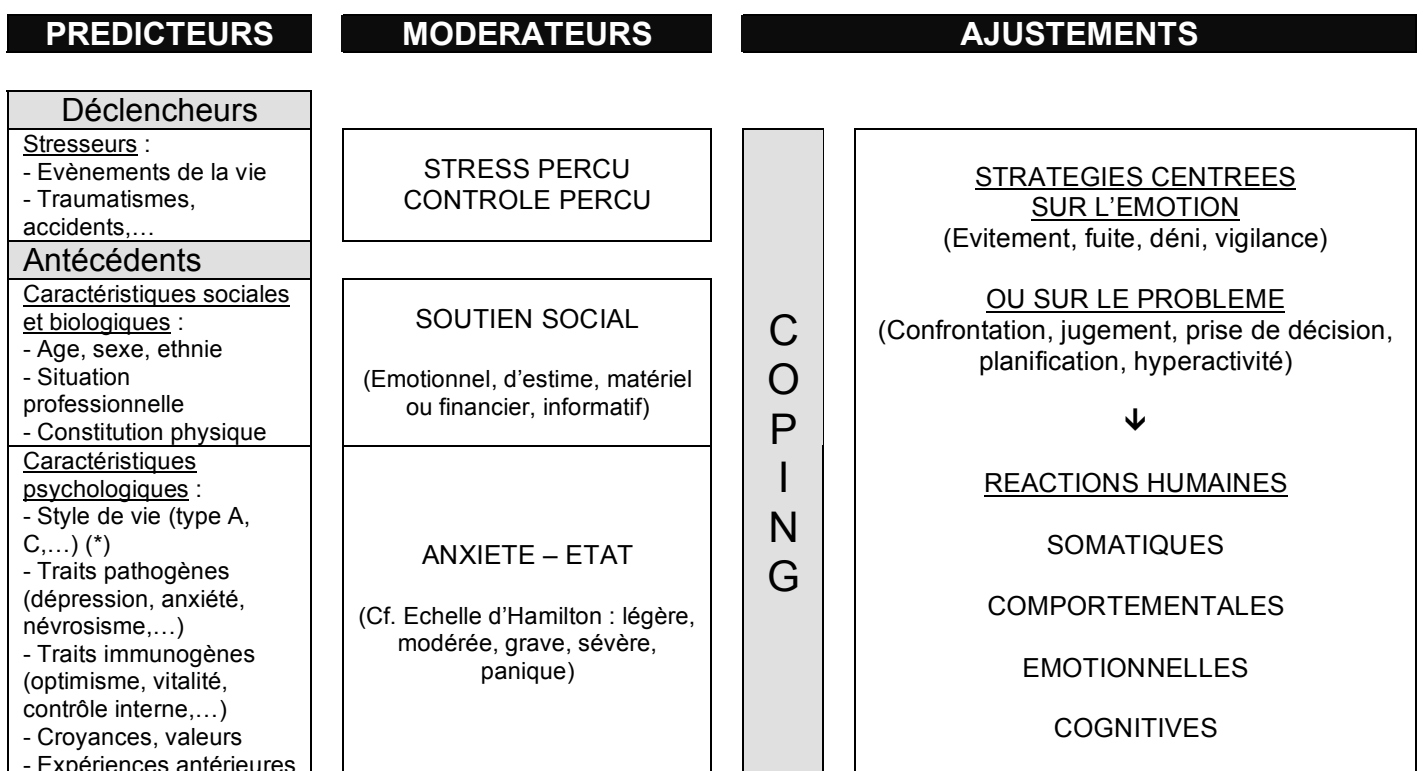 PREDICTEURS
MODERATEURS
AJUSTEMENTS
Déclencheurs
Stresseurs :
- Evènements de la vie
- Traumatismes,
accidents,…
Antécédents
Caractéristiques sociales
et biologiques :
- Age, sexe, ethnie
- Situation
professionnelle
- Constitution physique
Caractéristiques
psychologiques :
- Style de vie (type A,
C,…) (*)
- Traits pathogènes
(dépression, anxiété,
névrosisme,…)
- Traits immunogènes
(optimisme, vitalité,
contrôle interne,…)
- Croyances, valeurs
- Expériences antérieures
STRESS PERCU
CONTROLE PERCU
SOUTIEN SOCIAL
(Emotionnel, d’estime, matériel
ou financier, informatif)
ANXIETE – ETAT
(Cf. Echelle d’Hamilton : légère,
modérée, grave, sévère,
panique)
C
O
P
I
N
G
STRATEGIES CENTREES
SUR L’EMOTION
(Evitement, fuite, déni, vigilance)
OU SUR LE PROBLEME
(Confrontation, jugement, prise de décision,
planification, hyperactivité)
REACTIONS HUMAINES
SOMATIQUES
COMPORTEMENTALES
EMOTIONNELLES
COGNITIVES